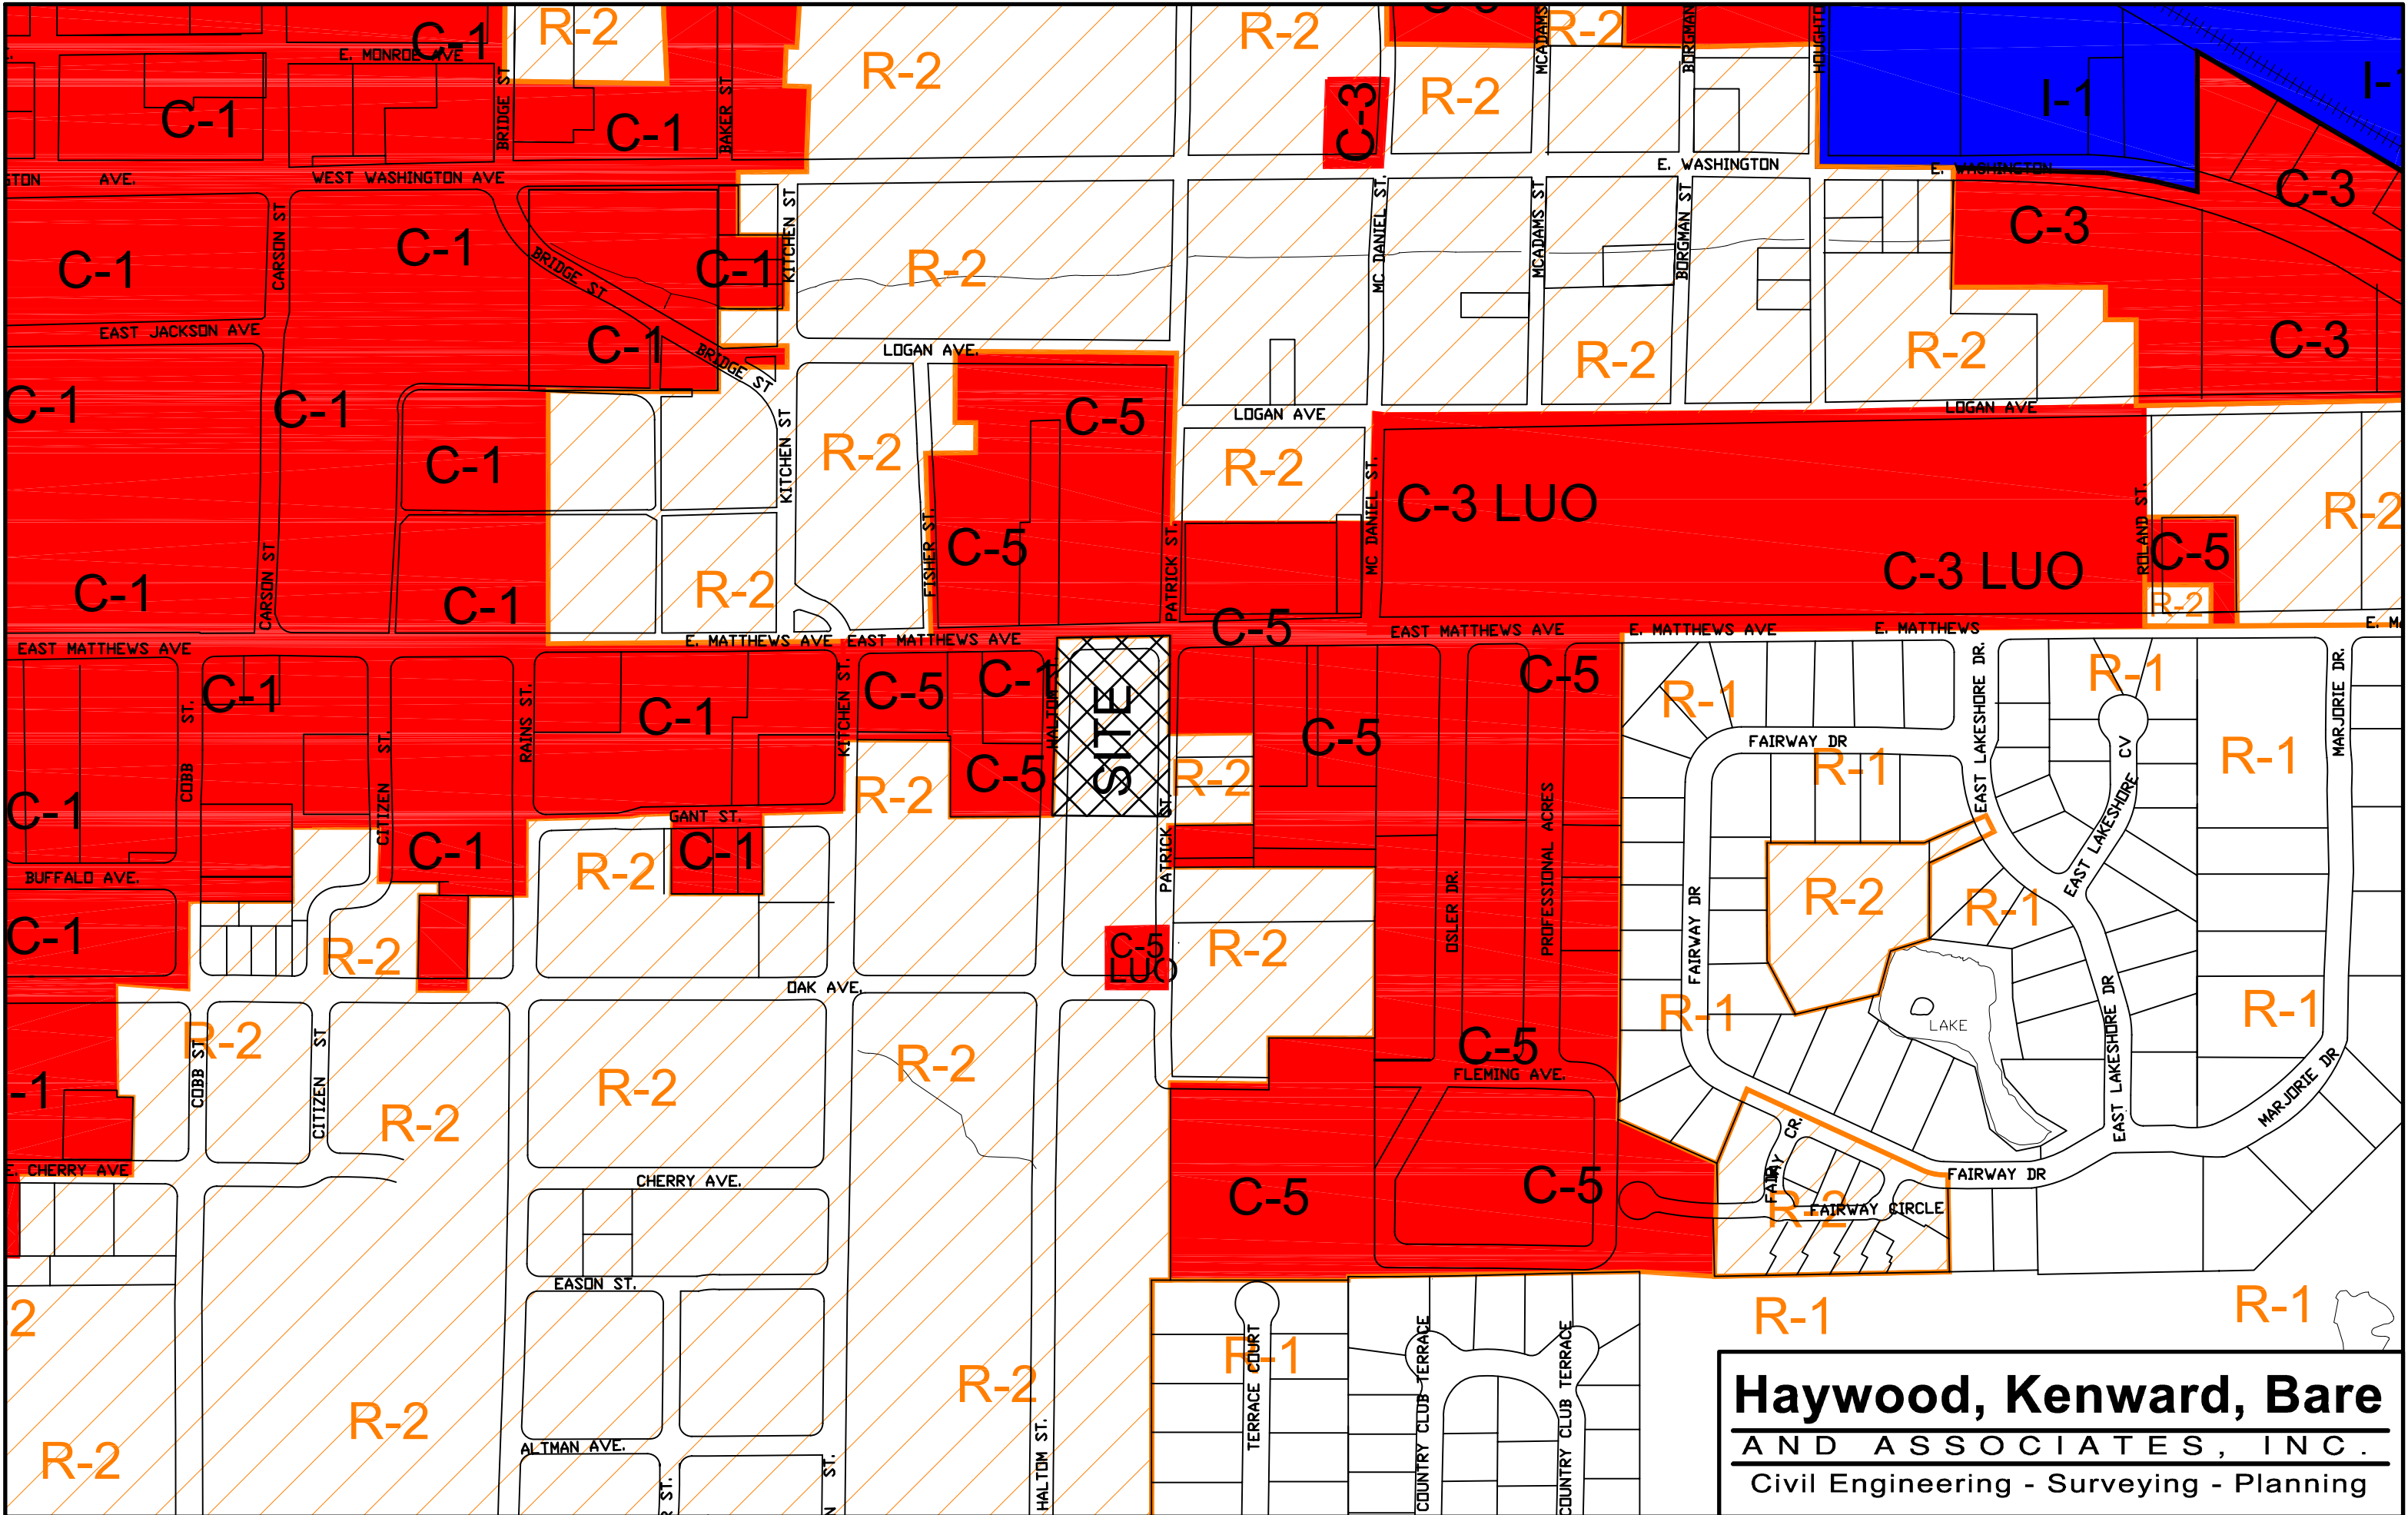 C-1
R-2
R-2
R-2
C-3
MCADAMS
R-2
BORGMAN
HOUGHTO
I-1
I-
E. MONROE AVE
C-1
BRIDGE ST
C-1
BAKER ST
C-3
R-2
GTON AVE.
WEST WASHINGTON AVE
E. WASHINGTON
E. WASHINGTON
C-3
C-1
CARSON ST
C-1
BRIDGE ST
C-1
KITCHEN ST
R-2
MC DANIEL ST.
MCADAMS ST
BORGMAN ST
C-3
EAST JACKSON AVE
C-1
BRIDGE ST
LOGAN AVE.
R-2
R-2
C-3
C-1
C-1
C-1
KITCHEN ST
R-2
C-5
LOGAN AVE
R-2
LOGAN AVE
C-3 LUO
MC DANIEL ST.
R-2
C-1
CARSON ST
C-1
R-2
FISHER ST.
C-5
PATRICK ST.
C-3 LUO
ROLAND ST.
C-5
R-2
C-5
EAST MATTHEWS AVE
E. MATTHEWS AVE
EAST MATTHEWS AVE
EAST MATTHEWS AVE
E. MATTHEWS AVE
E. MATTHEWS
E. M
COBB ST.
C-1
CITIZEN ST.
RAINS ST.
C-1
KITCHEN ST.
C-5
C-1
HALTOM ST.
SITE
C-5
C-5
R-1
EAST LAKESHORE DR.
R-1
MARJORIE DR.
C-5
R-2
R-2
PATRICK ST.
PROFESSIONAL ACRES
FAIRWAY DR
R-1
CV
EAST LAKESHORE
R-1
C-1
C-1
GANT ST.
C-1
BUFFALO AVE.
R-2
OSLER DR.
FAIRWAY DR
R-2
R-1
C-1
R-2
C-5
LUO
R-2
OAK AVE.
R-1
LAKE
EAST LAKESHORE DR
R-1
R-2
COBB ST
CITIZEN ST
R-2
R-2
R-2
C-5
FLEMING AVE.
MARJORIE DR
-1
E. CHERRY AVE
CHERRY AVE.
C-5
C-5
FAIRWAY CR.
R-2
FAIRWAY CIRCLE
FAIRWAY DR
EASON ST.
2
R-2
R-2
R-2
HALTOM ST.
TERRACE COURT
R-1
COUNTRY CLUB TERRACE
COUNTRY CLUB TERRACE
R-1
R-1
ALTMAN AVE.
R ST.
N ST.
Haywood, Kenward, Bare
AND ASSOCIATES, INC.
Civil Engineering - Surveying - Planning